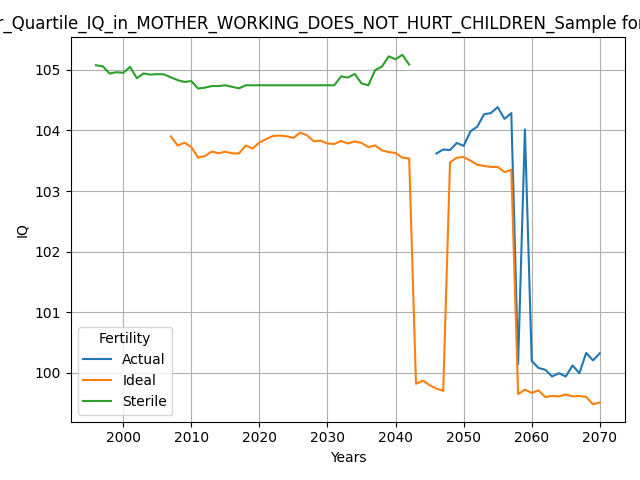 r_Quartile_IQ_in_MOTHER_WORKING_DOES_NOT_HURT_CHILDREN_Sample for
105
104
103
102
101
100
IQ
Fertility
Actual
Ideal
Sterile
2000 2010 2020 2030 2040 2050 2060 2070
Years